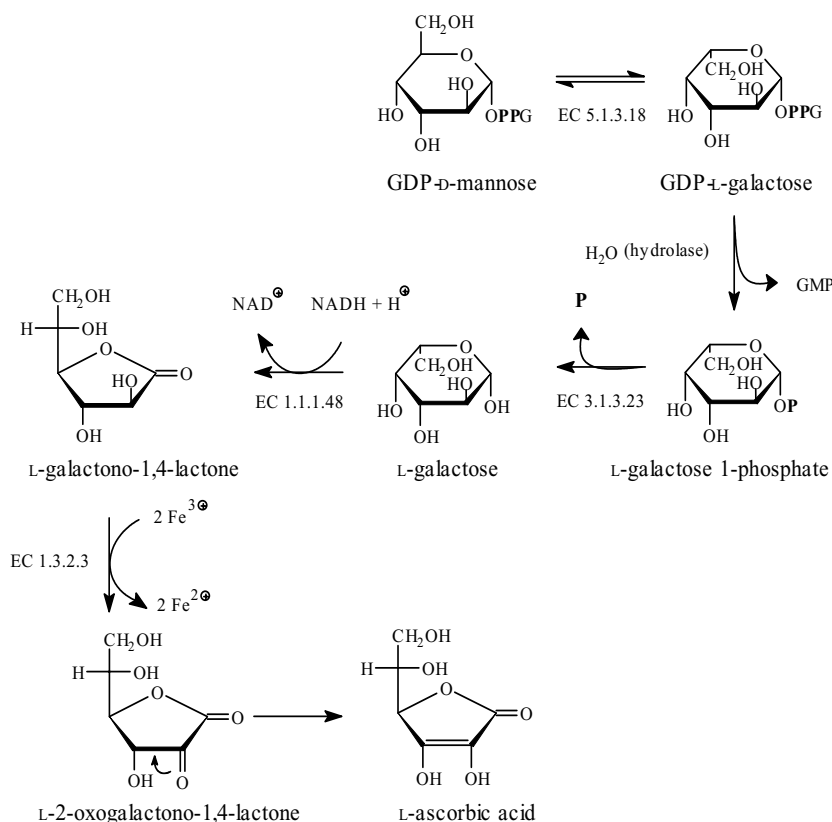 CH2OH
O
HO
HO
OPPG
OH
GDP-D-mannose
EC 5.1.3.18
O
CH2OH
HO
HO
OPPG
OH
GDP-L-galactose
H2O (hydrolase)
GMP
P
EC 3.1.3.23
O
CH2OH
HO
HO
OP
OH
L-galactose 1-phosphate
NAD⊕ NADH + H⊕
EC 1.1.1.48
O
CH2OH
HO
HO
OH
OH
L-galactose
CH2OH
H OH
O
HO O
OH
L-galactono-1,4-lactone
2 Fe3⊕
EC 1.3.2.3
2 Fe2⊕
CH2OH
H OH
O
O
OH
O
L-2-oxogalactono-1,4-lactone
CH2OH
H OH
O
O
OH OH
L-ascorbic acid